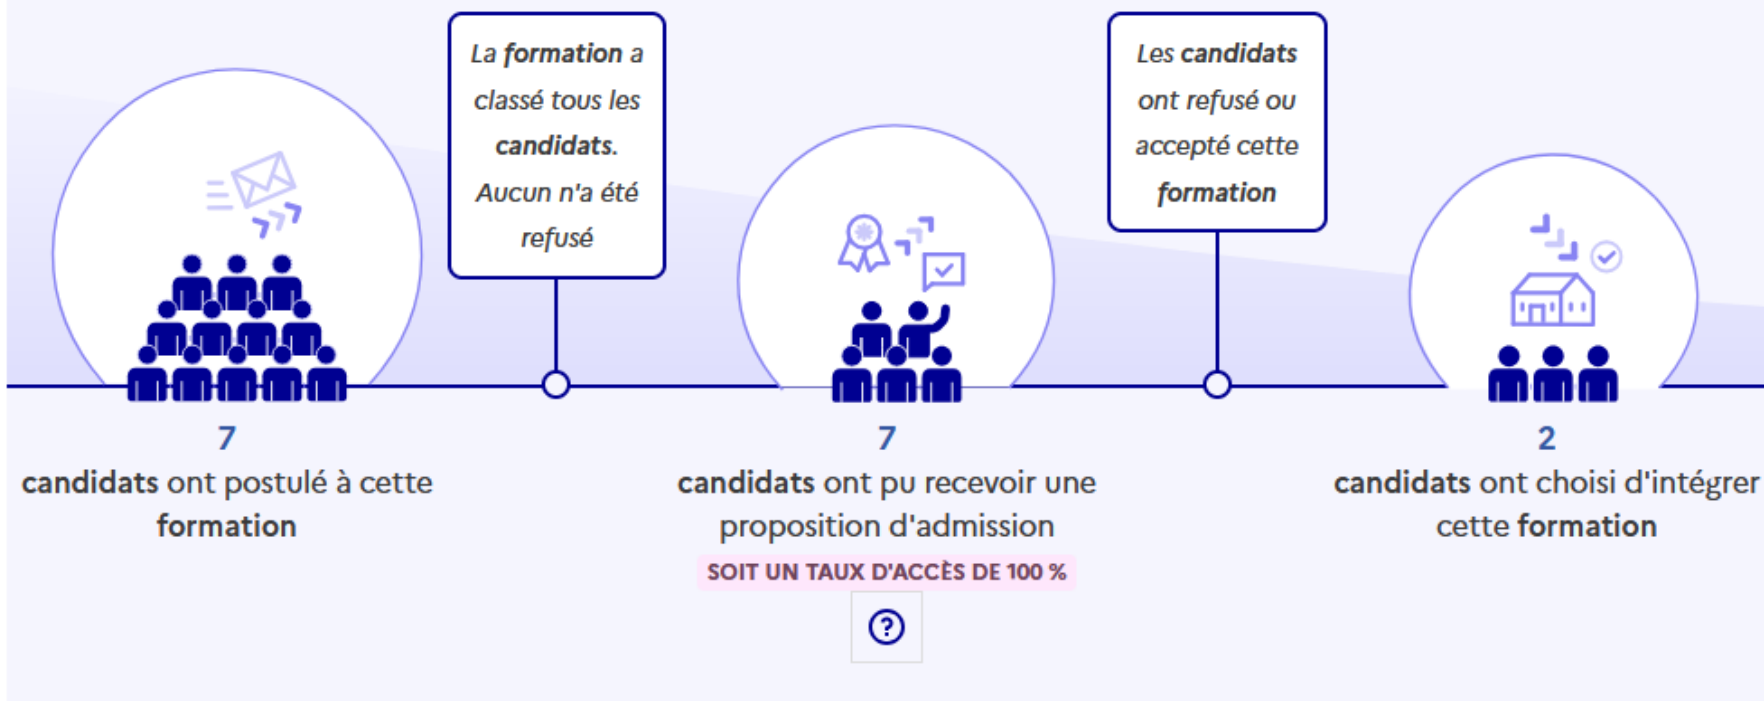 La formation a
classé tous les
candidats.
Aucun n'a été
refusé
Les candidats
ont refusé ou
accepté cette
formation
7
candidats ont postulé à cette
formation
7
candidats ont pu recevoir une
proposition d'admission
SOIT UN TAUX D'ACCÈS DE 100 %
?
2
candidats ont choisi d'intégrer
cette formation